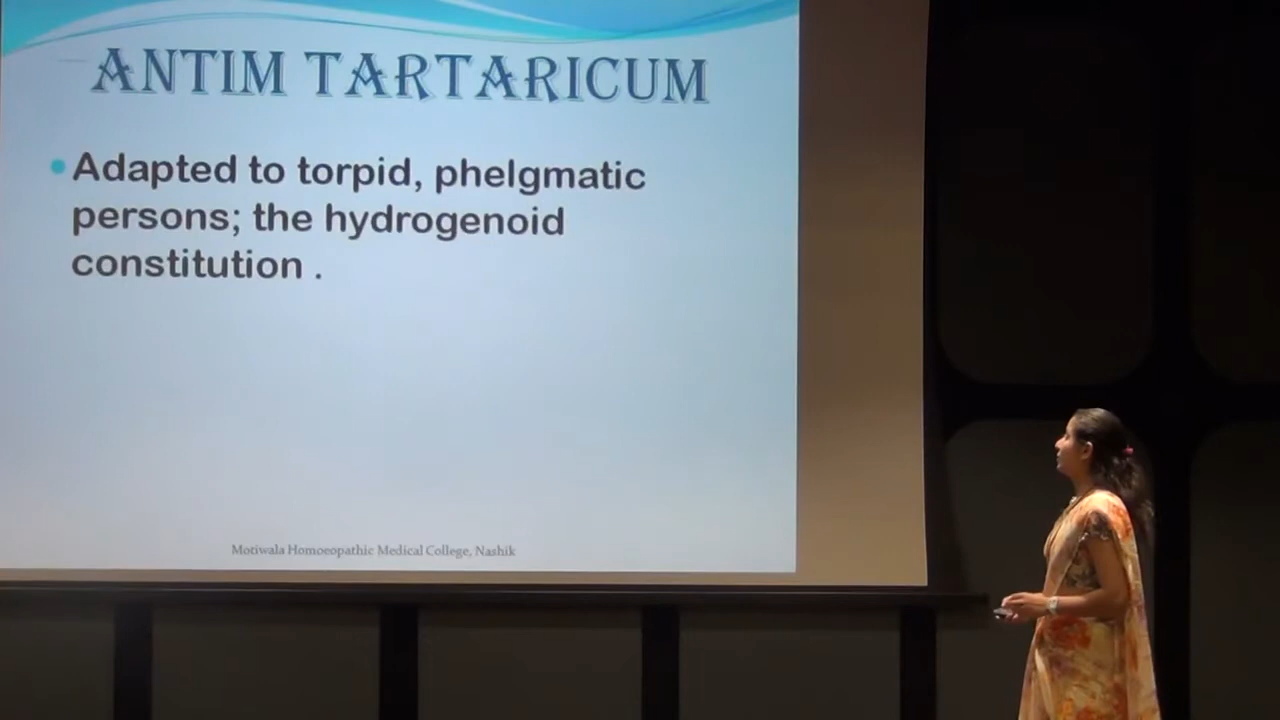 ANTIM TARTARICUM
• Adapted to torpid, phelgmatic
persons; the hydrogenoid
constitution .
Motiwala Homoeopathic Medical College, Nashik